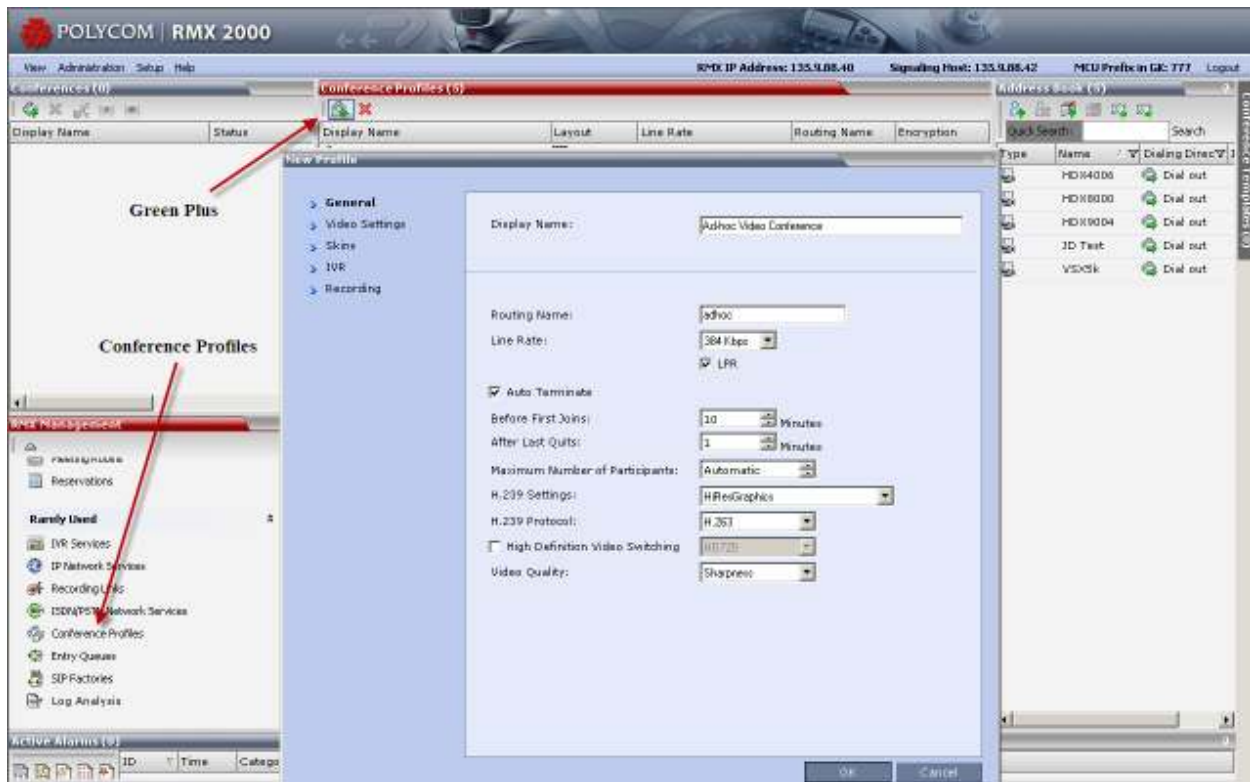 POLYCOM | RMX 2000
View Administration Setup Help
RMX IP Address: 135.9.88.40 Signaling Host: 135.9.88.42 MCU Prefix in GK: 777 Logout
Conferences (0)
Display Name Status
Conference Profiles (5)
Display Name Layout Line Rate Routing Name Encryption
Address Book (5)
Quick Search: Search
Type Name Dialing Direc
HDX4006 Dial out
HDX8000 Dial out
HDX9004 Dial out
JD Test Dial out
VSX5k Dial out
Conference Templates (0)
Green Plus
Conference Profiles
New Profile
General
Video Settings
Skins
IVR
Recording
Display Name: Ad-hoc Video Conference
Routing Name: adhoc
Line Rate: 384 Kbps
LPR
Auto Terminate
Before First Joins: 10 Minutes
After Last Quits: 1 Minutes
Maximum Number of Participants: Automatic
H.239 Settings: HiResGraphics
H.239 Protocol: H.263
High Definition Video Switching
Video Quality: Sharpness
OK Cancel
RMX Management
Reservations
Rarely Used
IVR Services
IP Network Services
Recording Links
ISDN/PSTN Network Services
Conference Profiles
Entry Queues
SIP Factories
Log Analysis
Active Alarms
ID Time Catego